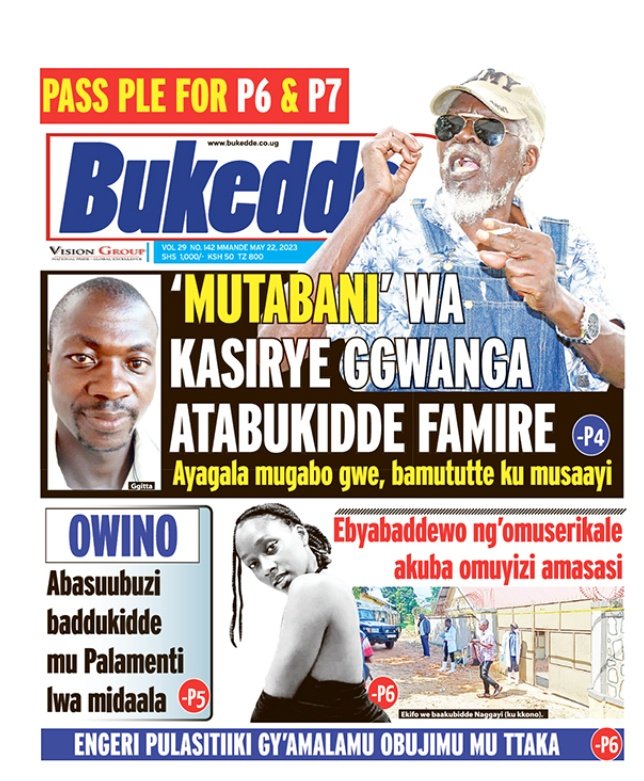 PASS PLE FOR P6 & P7
www.bukedde.co.ug
Bukedde
VISION GROUP
VOL 29 NO. 142 MMANDE MAY 22, 2023
SHS 1,000/- KSH 50 TZ 800
'MUTABANI' WA
KASIRYE GGWANGA
ATABUKIDDE FAMIRE -P4
Ayagala mugabo gwe, bamututte ku musaayi
Ggitta
OWINO
Abasuubuzi
baddukidde
mu Palamenti
lwa midaala -P5
Ebyabaddewo ng'omuserikale
akuba omuyizi amasasi
-P6
Ekifo we baakubidde Naggayi (ku kkono).
ENGERI PULASITIIKI GY'AMALAMU OBUJIMU MU TTAKA -P6